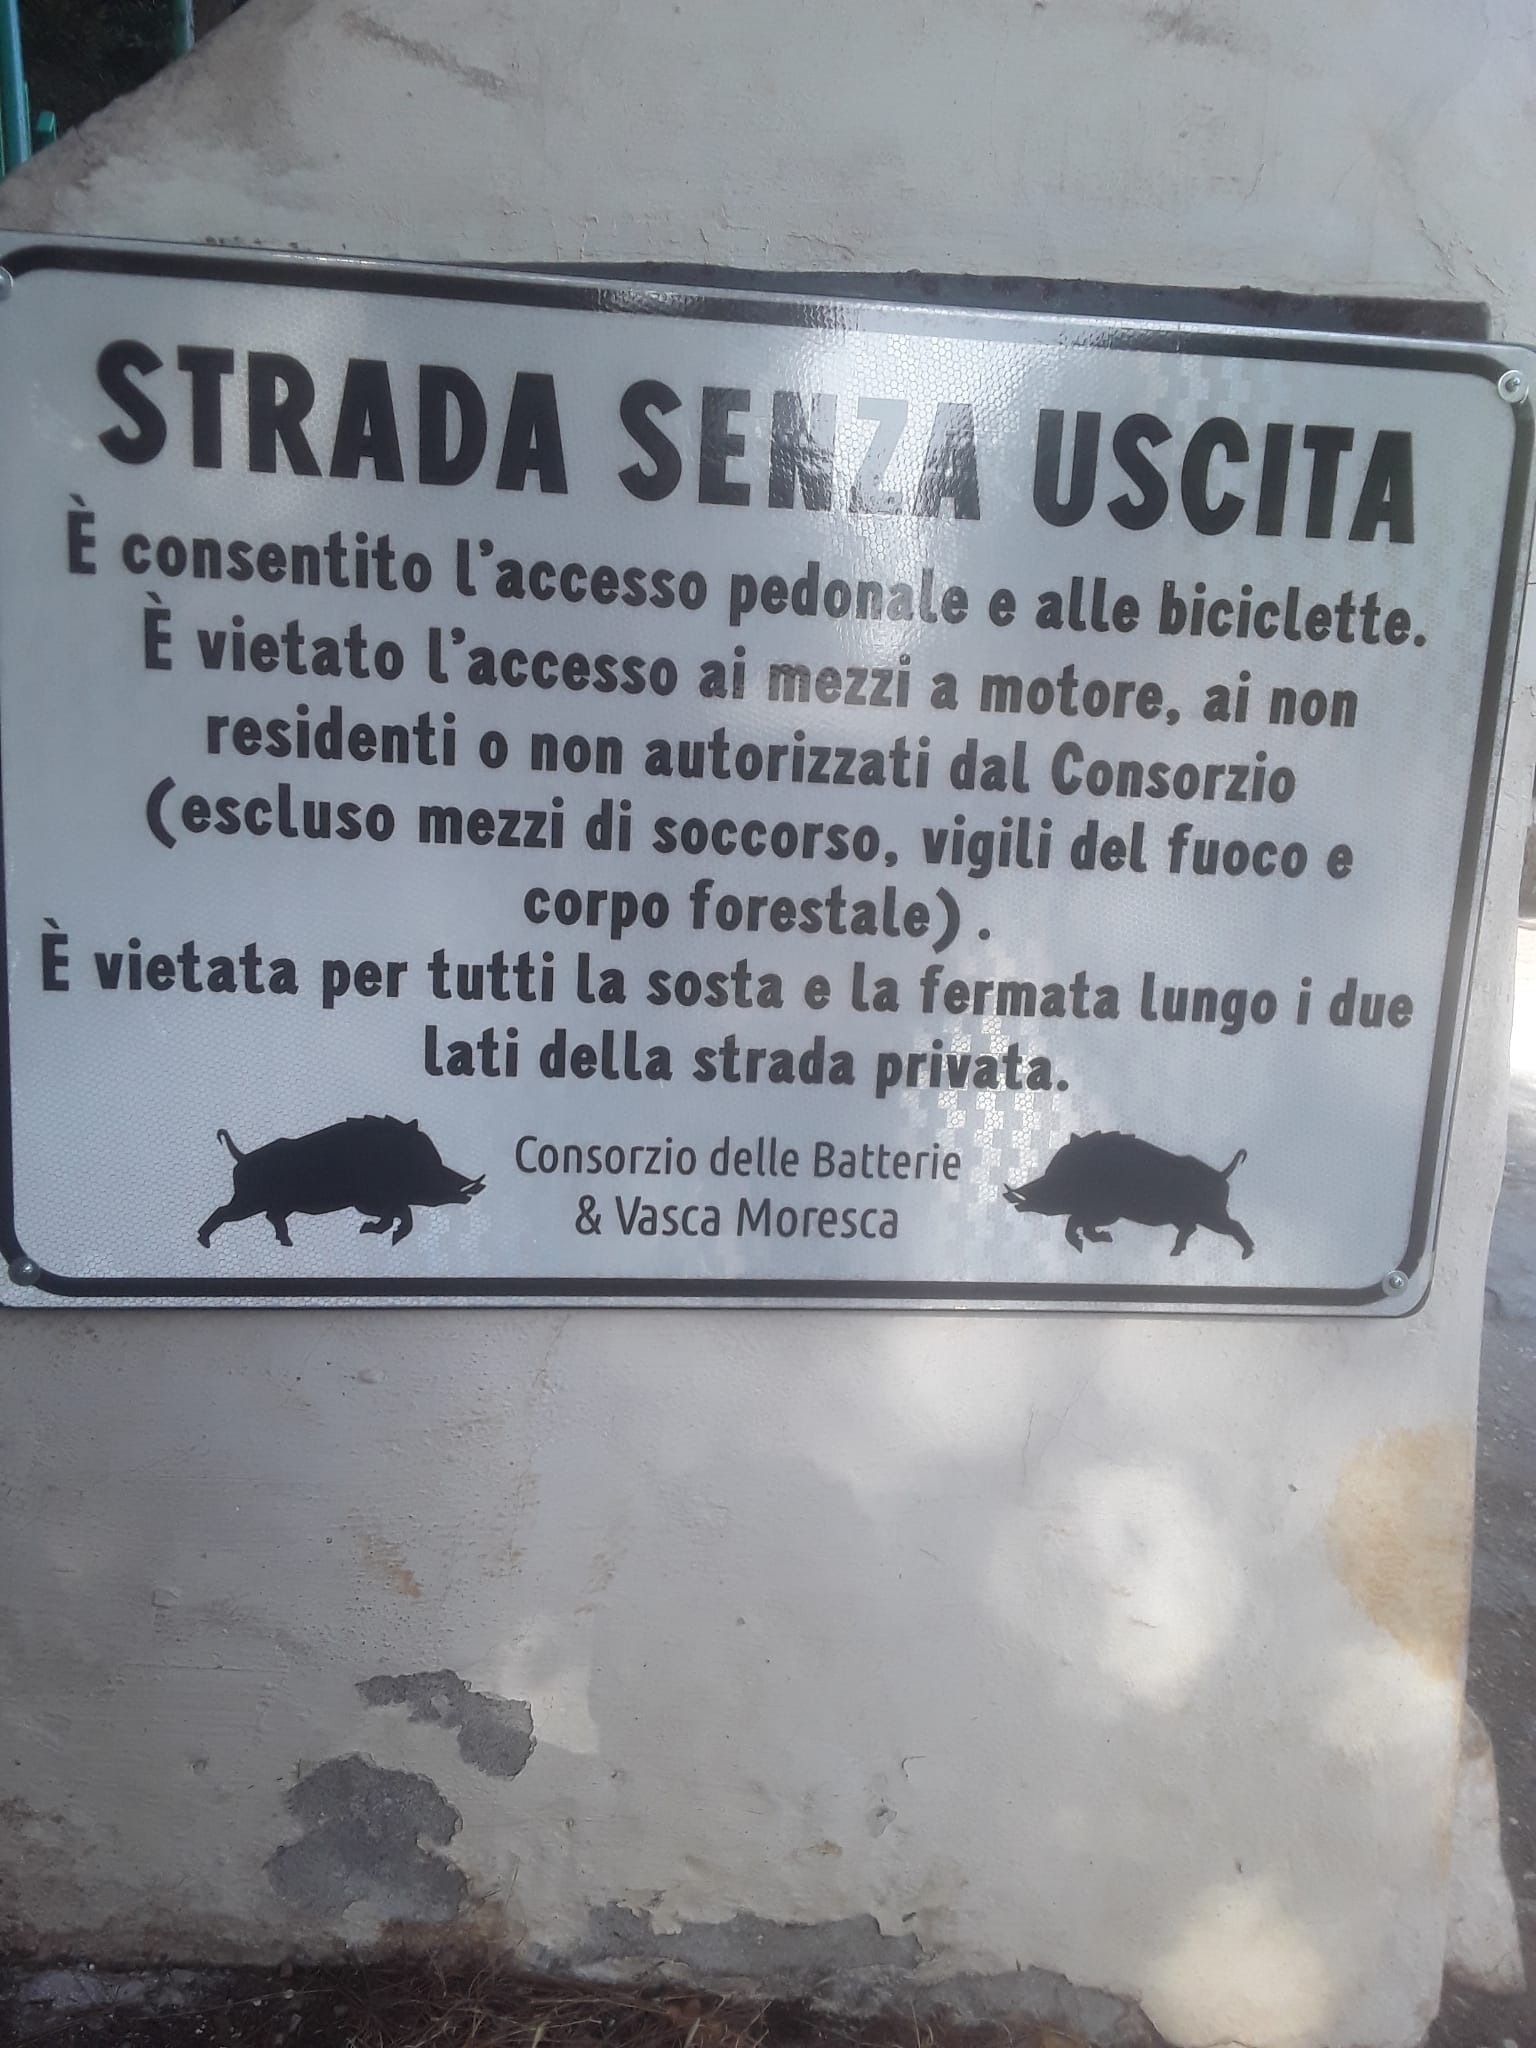 STRADA SENZA USCITA
È consentito l'accesso pedonale e alle biciclette.
È vietato l'accesso ai mezzi a motore, ai non
residenti o non autorizzati dal Consorzio
(escluso mezzi di soccorso, vigili del fuoco e
corpo forestale) .
È vietata per tutti la sosta e la fermata lungo i due
lati della strada privata.
Consorzio delle Batterie
& Vasca Moresca